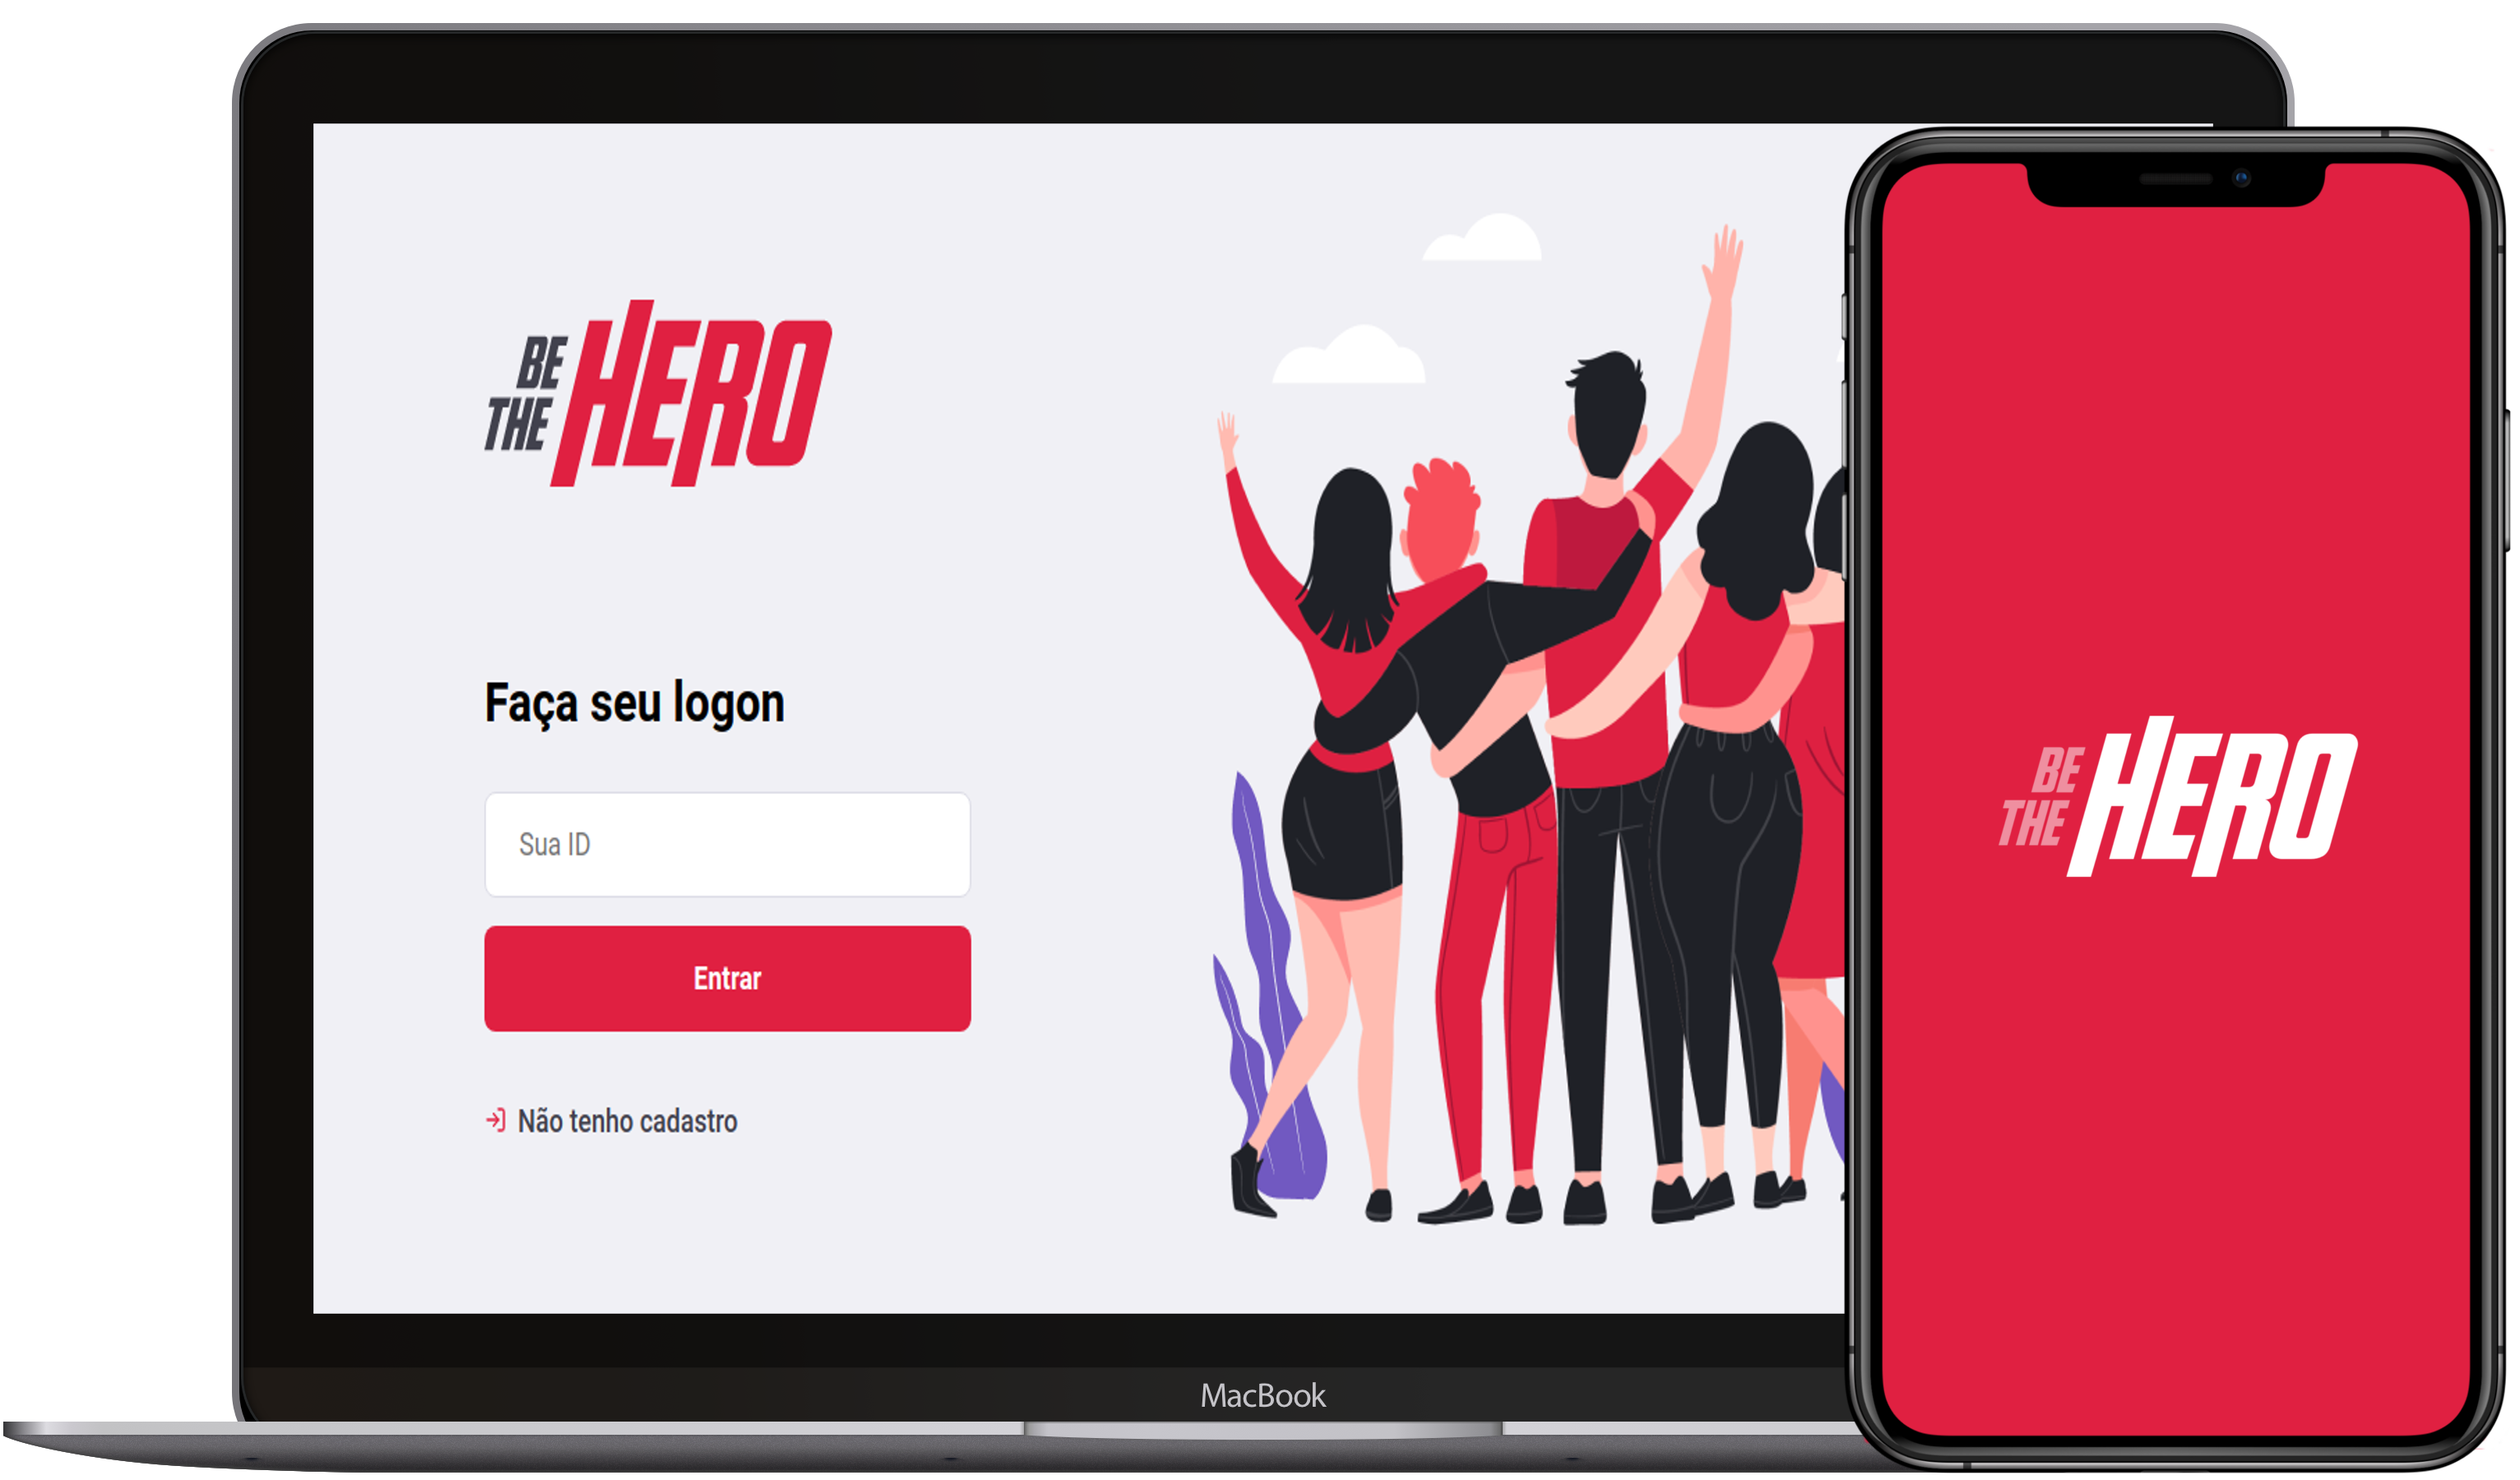 BE
THE HERO
Faça seu logon
Sua ID
Entrar
Não tenho cadastro
MacBook
BE
THE HERO